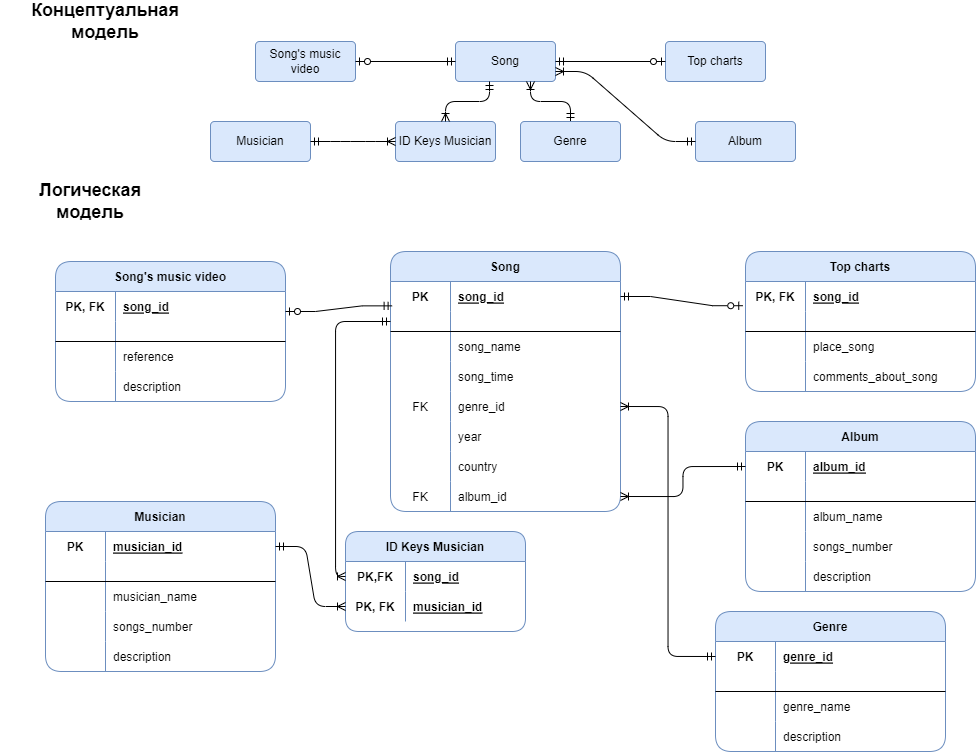 Концептуальная
модель
Song's music
video
Song
Top charts
Musician
ID Keys Musician
Genre
Album
Логическая
модель
Song's music video
PK, FK song_id
reference
description
Song
PK song_id
song_name
song_time
FK genre_id
year
country
FK album_id
Top charts
PK, FK song_id
place_song
comments_about_song
Album
PK album_id
album_name
songs_number
description
Musician
PK musician_id
musician_name
songs_number
description
ID Keys Musician
PK,FK song_id
PK, FK musician_id
Genre
PK genre_id
genre_name
description